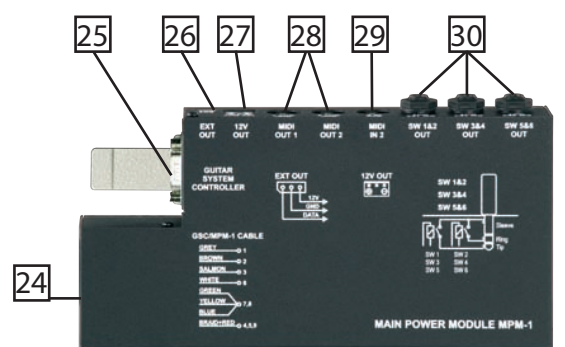 25 26 27 28 29 30
EXT OUT
12V OUT
MIDI OUT 1
MIDI OUT 2
MIDI IN 2
SW 1&2 OUT
SW 3&4 OUT
SW 5&6 OUT
GUITAR
SYSTEM
CONTROLLER
EXT OUT
12V
GND
DATA
12V OUT
SW 1&2
SW 3&4
SW 5&6
Sleeve
Ring
Tip
SW 1 SW 2
SW 3 SW 4
SW 5 SW 6
GSC/MPM-1 CABLE
GREY 1
BROWN 2
SALMON 3
WHITE 6
GREEN
YELLOW 7,8
BLUE
BRAID+RED 4,5,9
24
MAIN POWER MODULE MPM-1